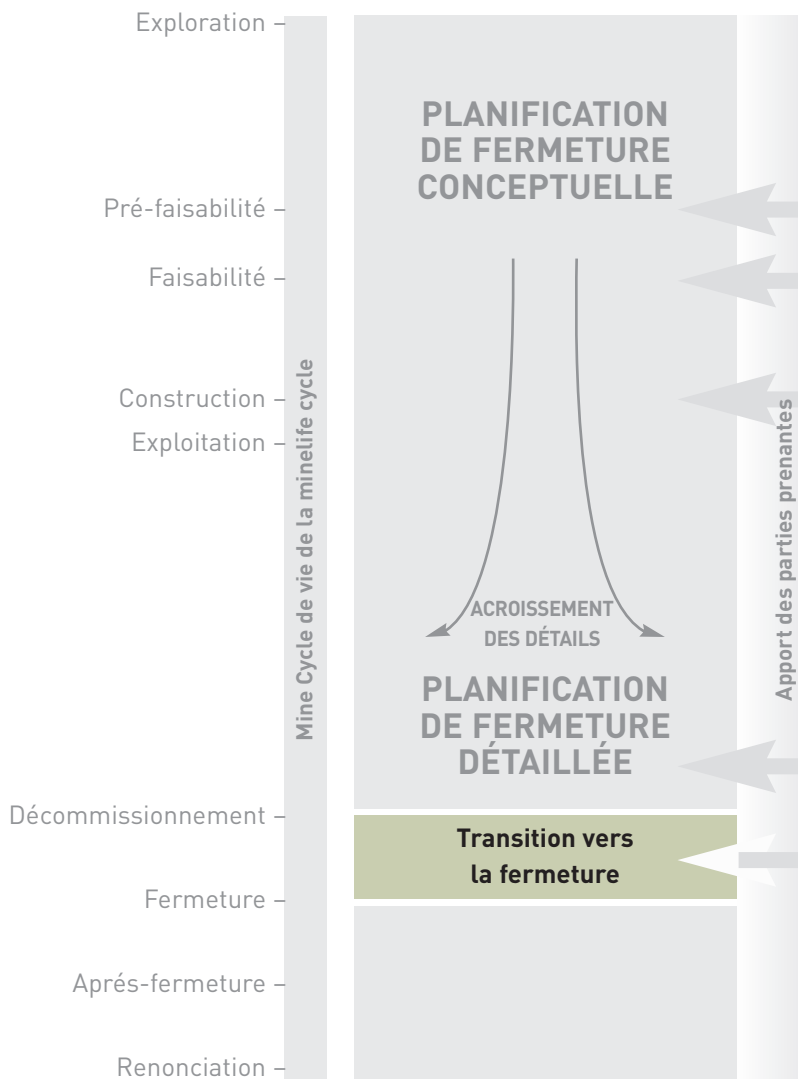 Exploration
PLANIFICATION
DE FERMETURE
CONCEPTUELLE
Pré-faisabilité
Faisabilité
Construction
Exploitation
Mine Cycle de vie de la minelife cycle
Apport des parties prenantes
ACROISSEMENT
DES DÉTAILS
PLANIFICATION
DE FERMETURE
DÉTAILLÉE
Décommissionnement
Transition vers
la fermeture
Fermeture
Aprés-fermeture
Renonciation